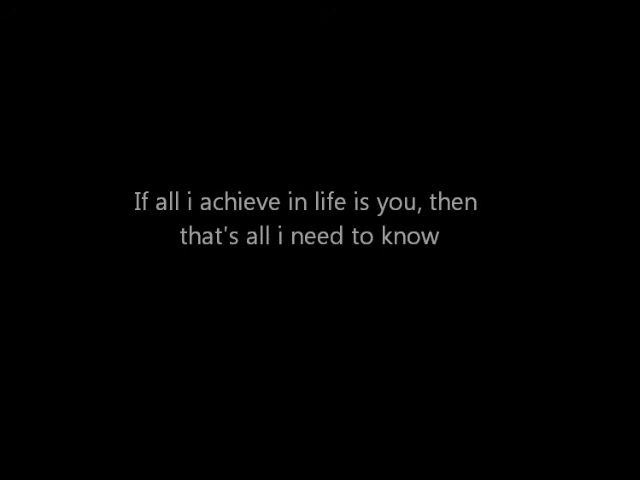 If all i achieve in life is you, then
that's all i need to know